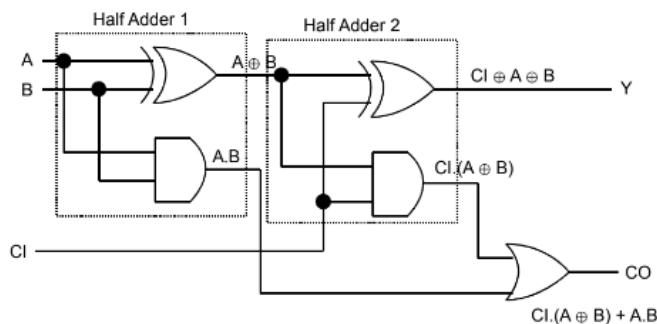 Half Adder 1
Half Adder 2
A
A ⊕ B
CI ⊕ A ⊕ B
B
Y
A.B
CI.(A ⊕ B)
CI
CO
CI.(A ⊕ B) + A.B